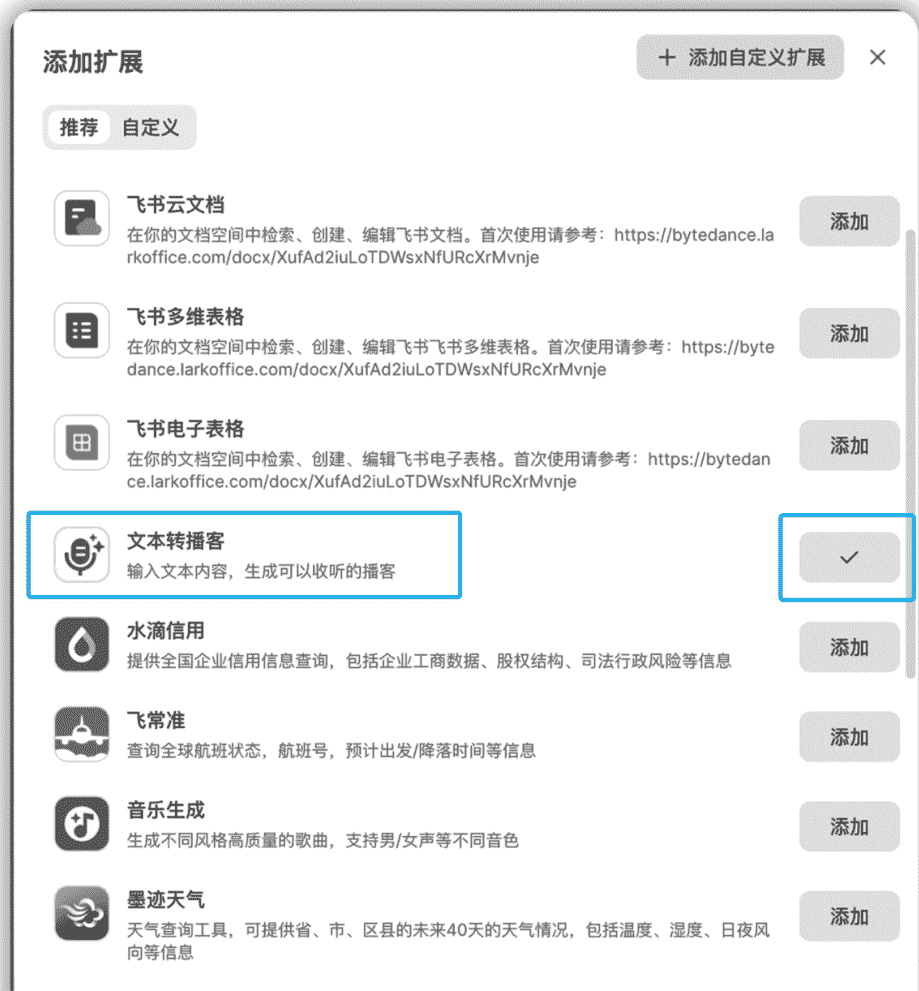 添加扩展
+ 添加自定义扩展
推荐
自定义
飞书云文档
在你的文档空间中检索、创建、编辑飞书文档。首次使用请参考：https://bytedance.la
rkoffice.com/docx/XufAd2iuLoTDWsxNfURcXrMvnje
添加
飞书多维表格
在你的文档空间中检索、创建、编辑飞书飞书多维表格。首次使用请参考：https://byte
dance.larkoffice.com/docx/XufAd2iuLoTDWsxNfURcXrMvnje
添加
飞书电子表格
在你的文档空间中检索、创建、编辑飞书电子表格。首次使用请参考：https://bytedan
ce.larkoffice.com/docx/XufAd2iuLoTDWsxNfURcXrMvnje
添加
文本转播客
输入文本内容，生成可以收听的播客
水滴信用
提供全国企业信用信息查询，包括企业工商数据、股权结构、司法行政风险等信息
添加
飞常准
查询全球航班状态，航班号，预计出发/降落时间等信息
添加
音乐生成
生成不同风格高质量的歌曲，支持男/女声等不同音色
添加
墨迹天气
天气查询工具，可提供省、市、区县的未来40天的天气情况，包括温度、湿度、日夜风
向等信息
添加